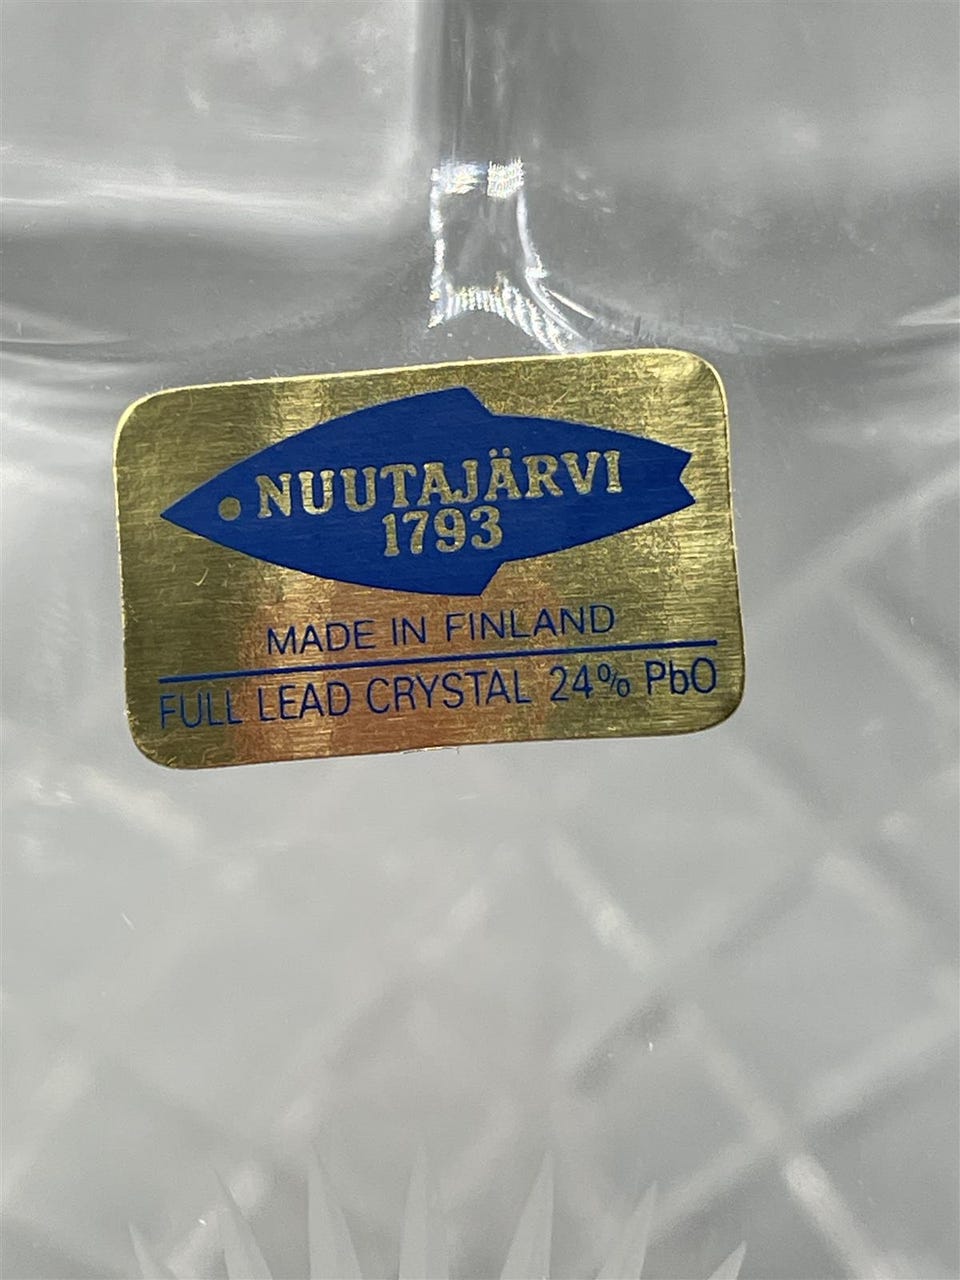 NUUTAJÄRVI
1793
MADE IN FINLAND
FULL LEAD CRYSTAL 24% PbO